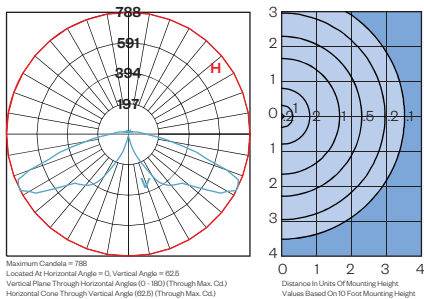 788
591
394
197
H
V
3
2
1
0
1
2
3
4
.2 1 2 1 .5 .2 .1
0 1 2 3 4
Maximum Candela = 788
Located At Horizontal Angle = 0, Vertical Angle = 62.5
Vertical Plane Through Horizontal Angles (0 - 180) (Through Max. Cd.)
Horizontal Cone Through Vertical Angle (62.5) (Through Max. Cd.)
Distance In Units Of Mounting Height
Values Based On 10 Foot Mounting Height